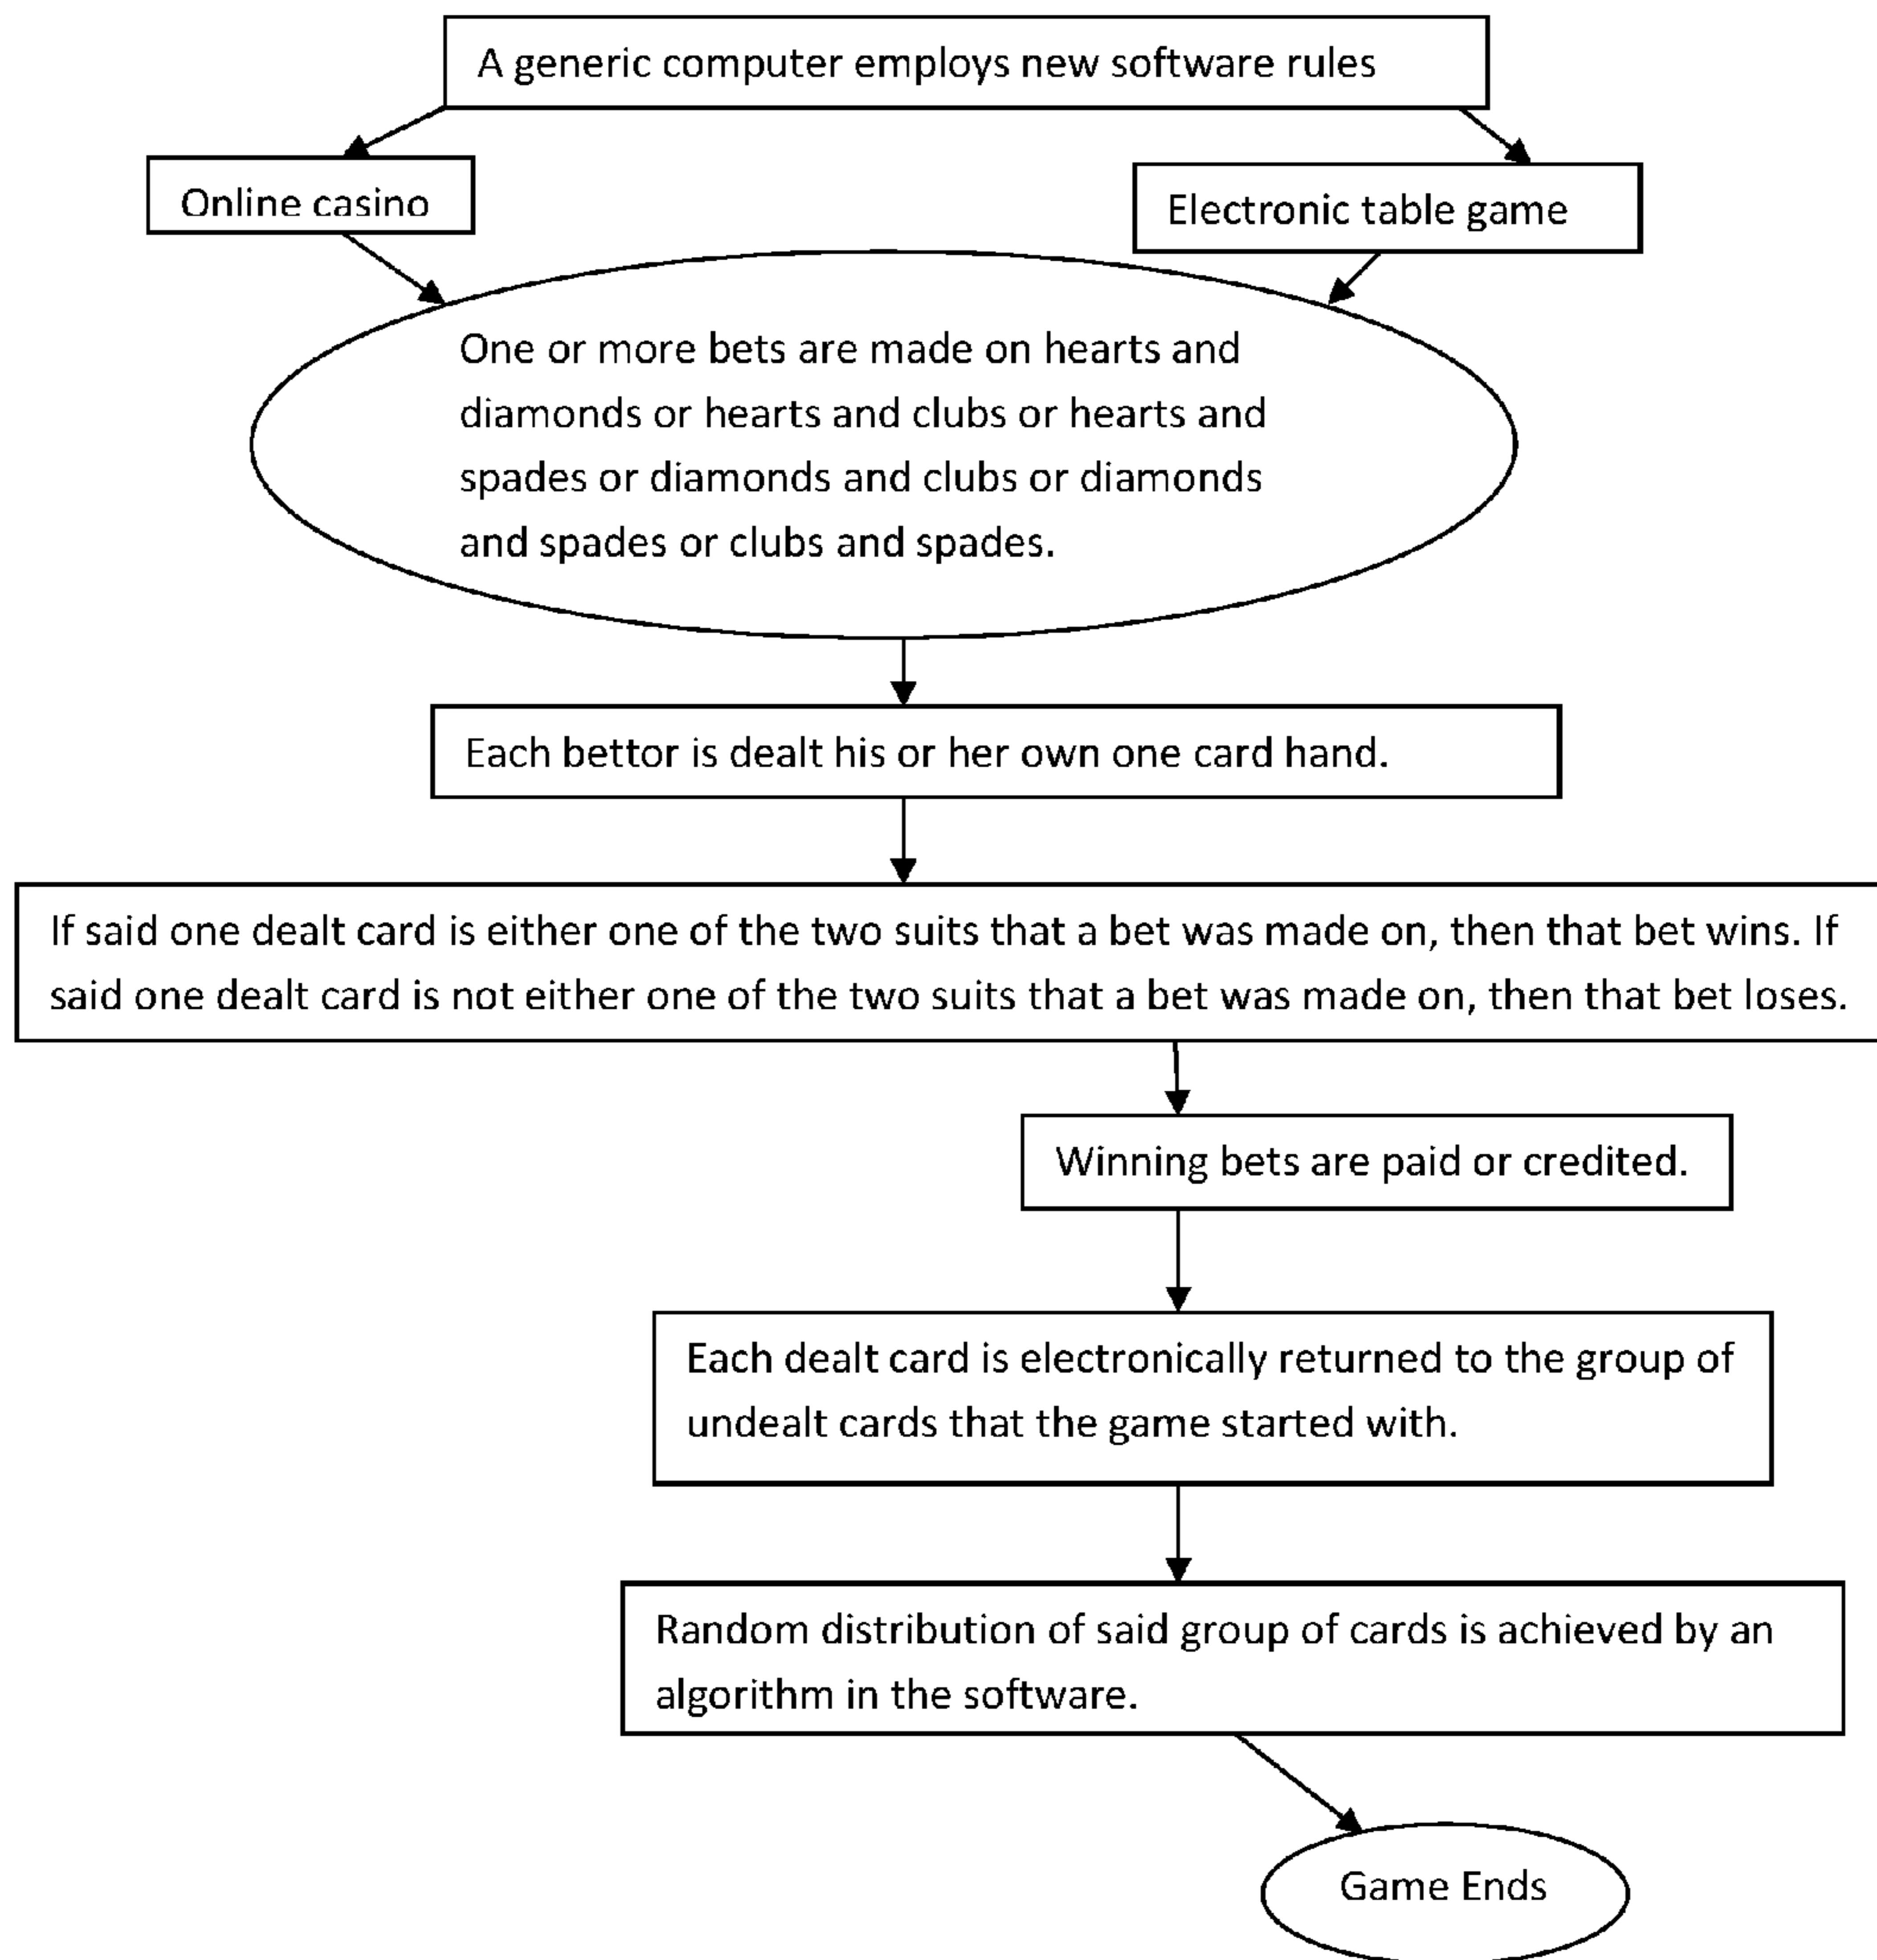 A generic computer employs new software rules
Online casino
Electronic table game
One or more bets are made on hearts and
diamonds or hearts and clubs or hearts and
spades or diamonds and clubs or diamonds
and spades or clubs and spades.
Each bettor is dealt his or her own one card hand.
If said one dealt card is either one of the two suits that a bet was made on, then that bet wins. If
said one dealt card is not either one of the two suits that a bet was made on, then that bet loses.
Winning bets are paid or credited.
Each dealt card is electronically returned to the group of
undealt cards that the game started with.
Random distribution of said group of cards is achieved by an
algorithm in the software.
Game Ends